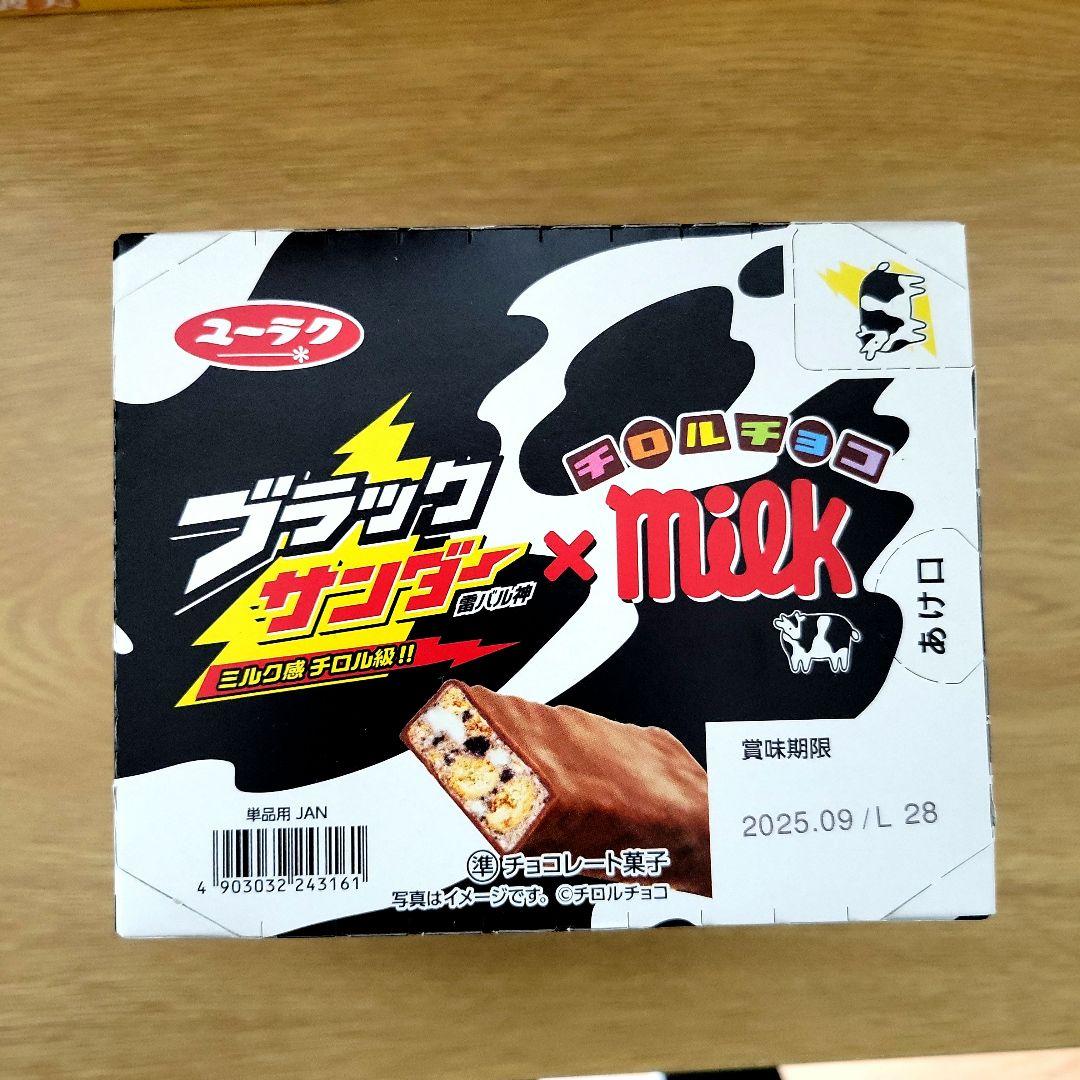 ユーラク
チロルチョコ
ブラック
サンダー
雷バル神
×
milk
ミルク感 チロル級!!
あけ口
賞味期限
2025.09/L 28
単品用 JAN
4 903032 243161
準 チョコレート菓子
写真はイメージです。©チロルチョコ